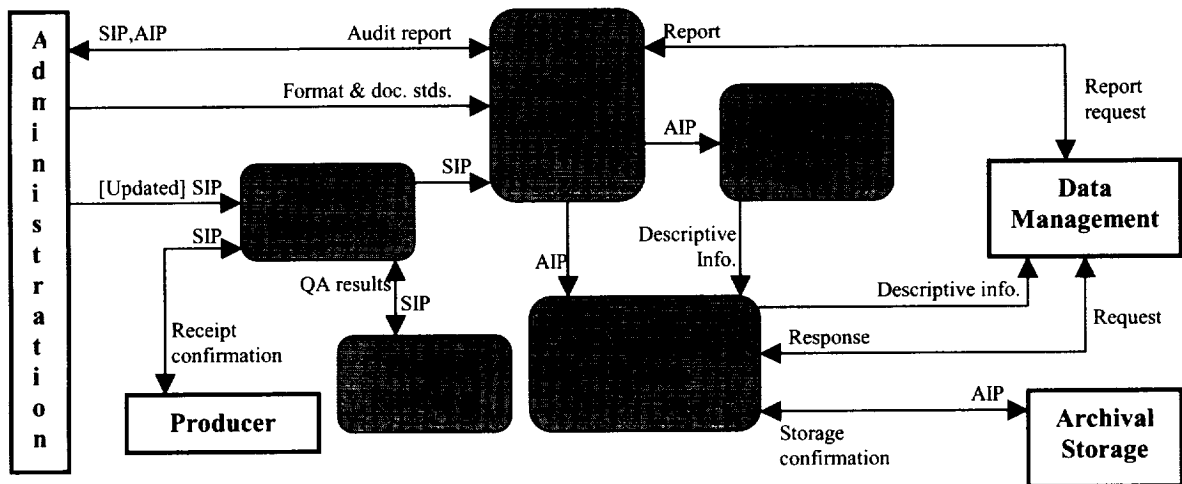 Administration
SIP,AIP
Audit report
Format & doc. stds.
[Updated] SIP
SIP
SIP
Receipt
confirmation
Producer
QA results
SIP
AIP
AIP
Descriptive
Info.
Report
Report
request
Data
Management
Descriptive info.
Request
Response
AIP
Storage
confirmation
Archival
Storage